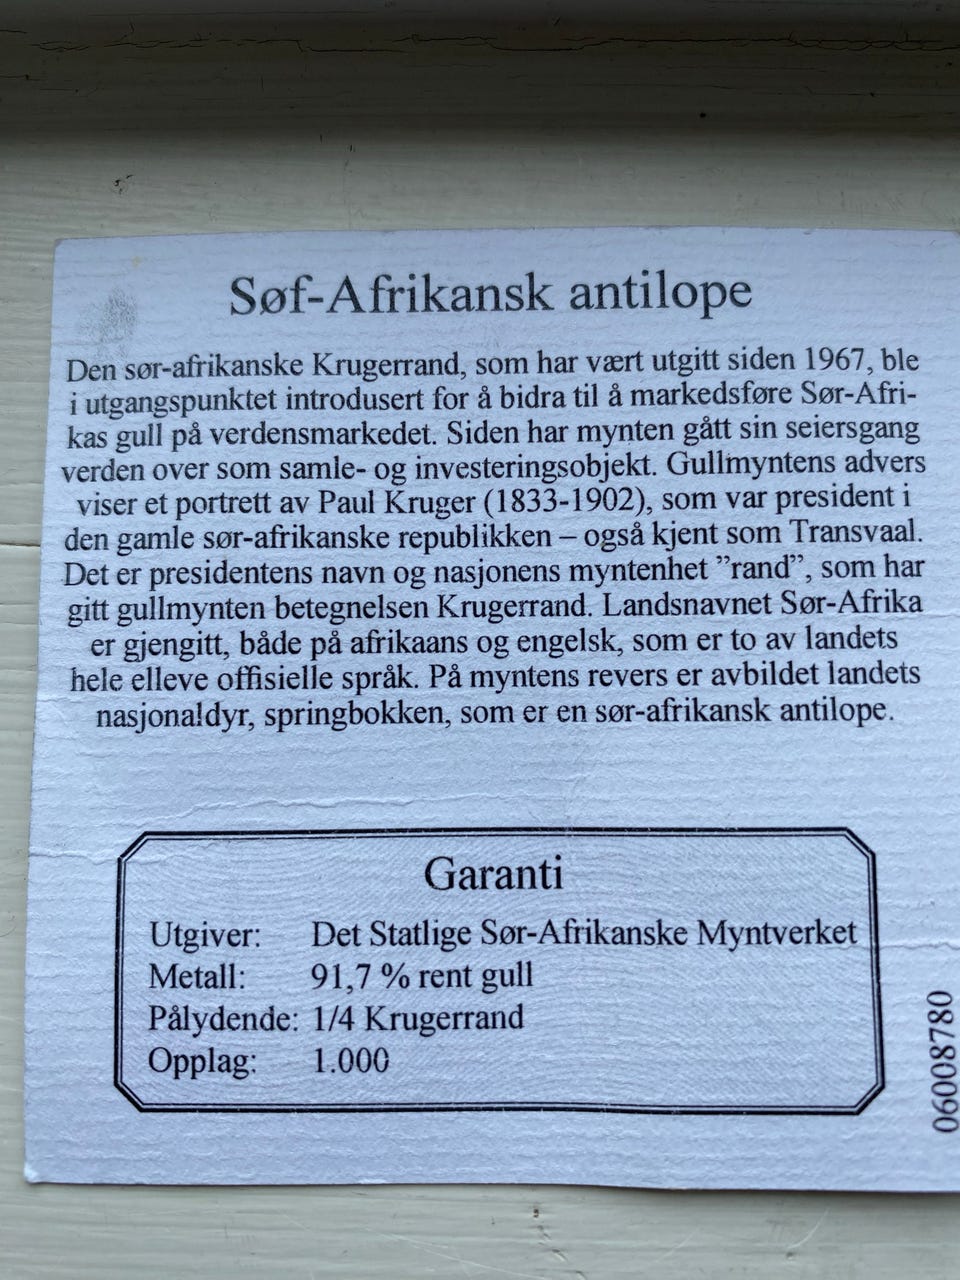 Søf-Afrikansk antilope
Den sør-afrikanske Krugerrand, som har vært utgitt siden 1967, ble
i utgangspunktet introdusert for å bidra til å markedsføre Sør-Afri-
kas gull på verdensmarkedet. Siden har mynten gått sin seiersgang
verden over som samle- og investeringsobjekt. Gullmyntens advers
viser et portrett av Paul Kruger (1833-1902), som var president i
den gamle sør-afrikanske republikken – også kjent som Transvaal.
Det er presidentens navn og nasjonens myntenhet ”rand”, som har
gitt gullmynten betegnelsen Krugerrand. Landsnavnet Sør-Afrika
er gjengitt, både på afrikaans og engelsk, som er to av landets
hele elleve offisielle språk. På myntens revers er avbildet landets
nasjonaldyr, springbokken, som er en sør-afrikansk antilope.
Garanti
Utgiver: Det Statlige Sør-Afrikanske Myntverket
Metall: 91,7 % rent gull
Pålydende: 1/4 Krugerrand
Opplag: 1.000
06008780